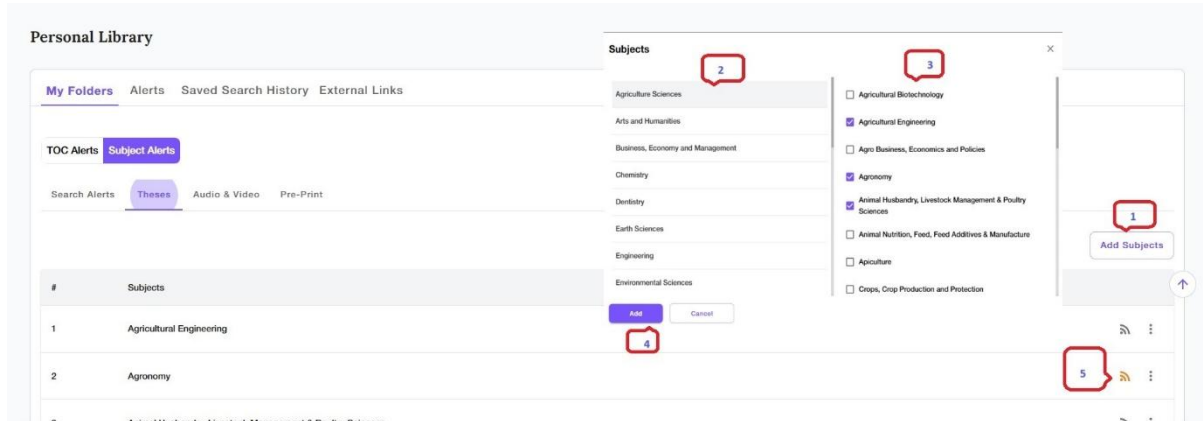 Personal Library
My Folders Alerts Saved Search History External Links
TOC Alerts Subject Alerts
Search Alerts Theses Audio & Video Pre-Print
1
Add Subjects
# Subjects
1 Agricultural Engineering
2 Agronomy
5
Subjects
2
Agriculture Sciences
Arts and Humanities
Business, Economy and Management
Chemistry
Dentistry
Earth Sciences
Engineering
Environmental Sciences
3
Agricultural Biotechnology
Agricultural Engineering
Agro Business, Economics and Policies
Agronomy
Animal Husbandry, Livestock Management & Poultry
Sciences
Animal Nutrition, Feed, Feed Additives & Manufacture
Apiculture
Crops, Crop Production and Protection
Add Cancel
4